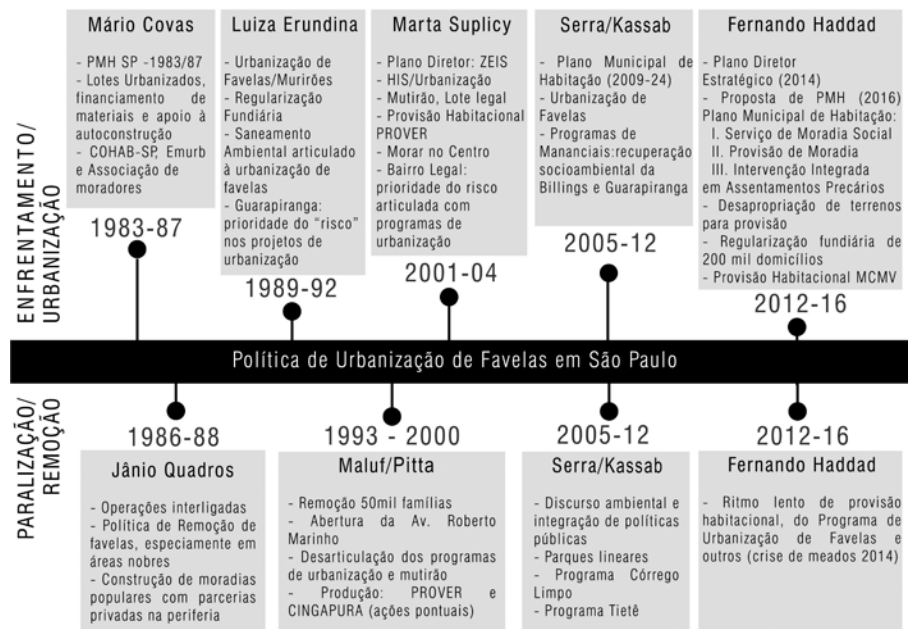 ENFRENTAMENTO/
URBANIZAÇÃO
Mário Covas
- PMH SP -1983/87
- Lotes Urbanizados,
financiamento de
materiais e apoio à
autoconstrução
- COHAB-SP, Emurb
e Associação de
moradores
1983-87
Luiza Erundina
- Urbanização de
Favelas/Murirões
- Regularização
Fundiária
- Saneamento
Ambiental articulado
à urbanização de
favelas
- Guarapiranga:
prioridade do “risco”
nos projetos de
urbanização
1989-92
Marta Suplicy
- Plano Diretor: ZEIS
- HIS/Urbanização
- Mutirão, Lote legal
- Provisão Habitacional
PROVER
- Morar no Centro
- Bairro Legal:
prioridade do risco
articulada com
programas de
urbanização
2001-04
Serra/Kassab
- Plano Municipal de
Habitação (2009-24)
- Urbanização de
Favelas
- Programas de
Mananciais:recuperação
socioambiental da
Billings e Guarapiranga
2005-12
Fernando Haddad
- Plano Diretor
Estratégico (2014)
- Proposta de PMH (2016)
Plano Municipal de Habitação:
I. Serviço de Moradia Social
II. Provisão de Moradia
III. Intervenção Integrada
em Assentamentos Precários
- Desapropriação de terrenos
para provisão
- Regularização fundiária de
200 mil domicílios
- Provisão Habitacional MCMV
2012-16
Política de Urbanização de Favelas em São Paulo
PARALIZAÇÃO/
REMOÇÃO
1986-88
Jânio Quadros
- Operações interligadas
- Política de Remoção de
favelas, especialmente em
áreas nobres
- Construção de moradias
populares com parcerias
privadas na periferia
1993 - 2000
Maluf/Pitta
- Remoção 50mil famílias
- Abertura da Av. Roberto
Marinho
- Desarticulação dos programas
de urbanização e mutirão
- Produção: PROVER e
CINGAPURA (ações pontuais)
2005-12
Serra/Kassab
- Discurso ambiental e
integração de políticas
públicas
- Parques lineares
- Programa Córrego
Limpo
- Programa Tietê
2012-16
Fernando Haddad
- Ritmo lento de provisão
habitacional, do Programa de
Urbanização de Favelas e
outros (crise de meados 2014)